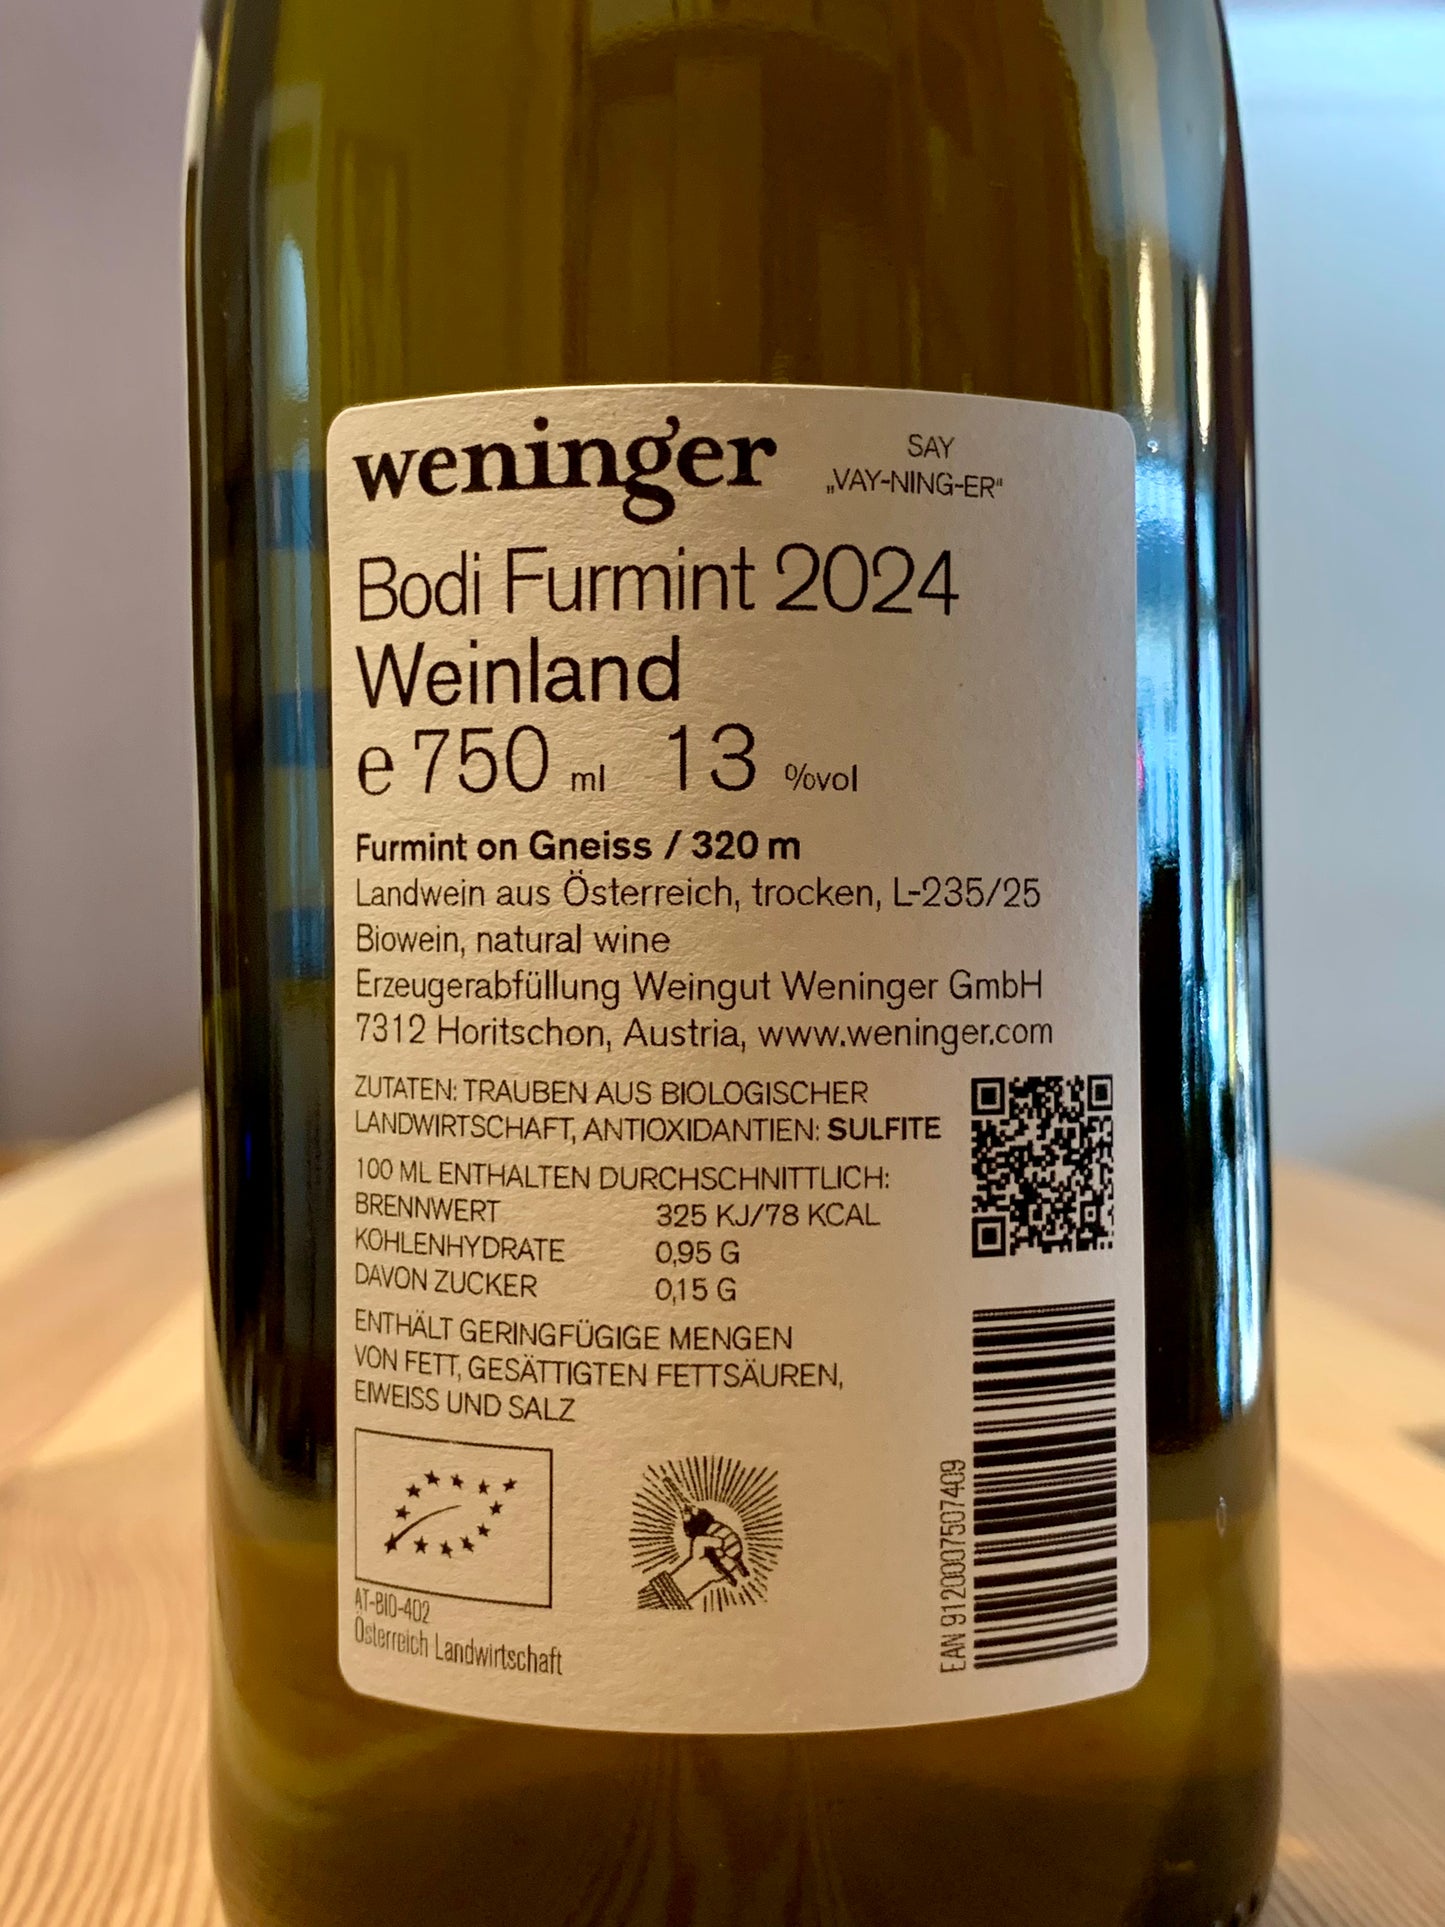 weninger
SAY
„VAY-NING-ER“
Bodi Furmint 2024
Weinland
e 750 ml 13 %vol
Furmint on Gneiss / 320 m
Landwein aus Österreich, trocken, L-235/25
Biowein, natural wine
Erzeugerabfüllung Weingut Weninger GmbH
7312 Horitschon, Austria, www.weninger.com
ZUTATEN: TRAUBEN AUS BIOLOGISCHER
LANDWIRTSCHAFT, ANTIOXIDANTIEN: SULFITE
100 ML ENTHALTEN DURCHSCHNITTLICH:
BRENNWERT 325 KJ/78 KCAL
KOHLENHYDRATE 0,95 G
DAVON ZUCKER 0,15 G
ENTHÄLT GERINGFÜGIGE MENGEN
VON FETT, GESÄTTIGTEN FETTSÄUREN,
EIWEISS UND SALZ
AT-BIO-402
Österreich Landwirtschaft
EAN 9120007507409